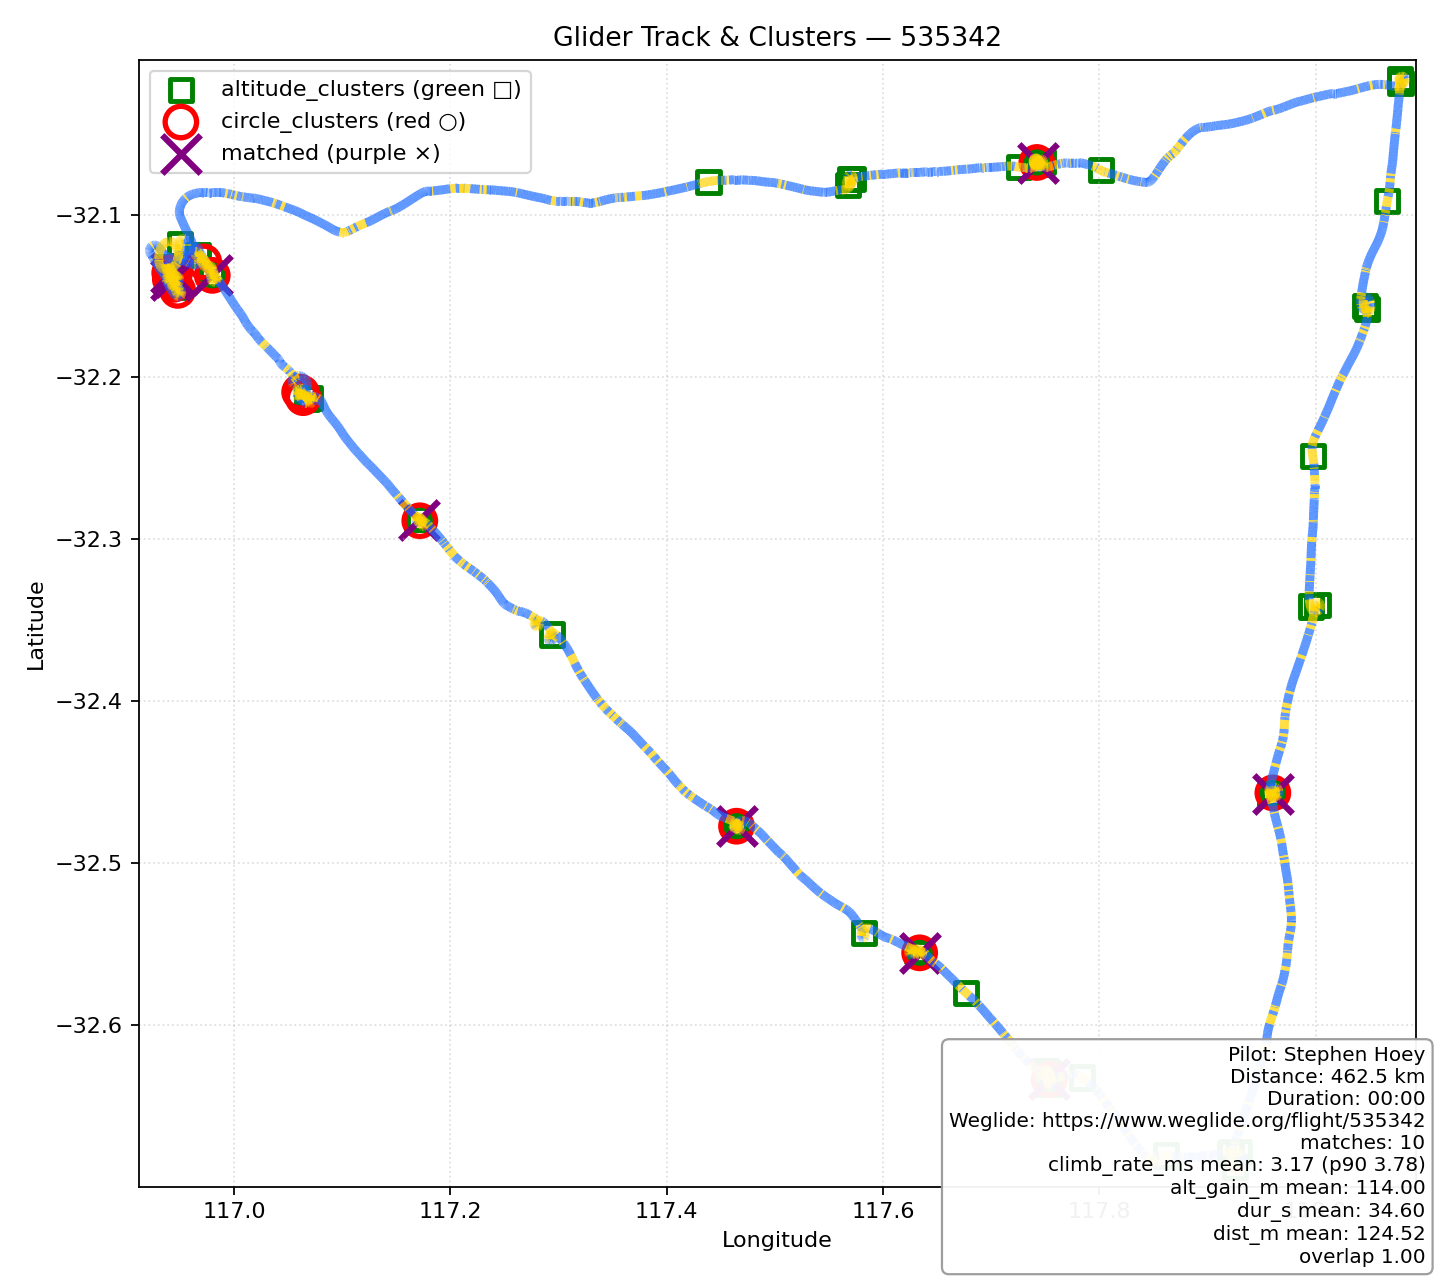 Glider Track & Clusters — 535342
altitude_clusters (green □)
circle_clusters (red ○)
matched (purple ×)
−32.1
−32.2
−32.3
−32.4
−32.5
−32.6
Latitude
117.0
117.2
117.4
117.6
117.8
Longitude
Pilot: Stephen Hoey
Distance: 462.5 km
Duration: 00:00
Weglide: https://www.weglide.org/flight/535342
matches: 10
climb_rate_ms mean: 3.17 (p90 3.78)
alt_gain_m mean: 114.00
dur_s mean: 34.60
dist_m mean: 124.52
overlap 1.00